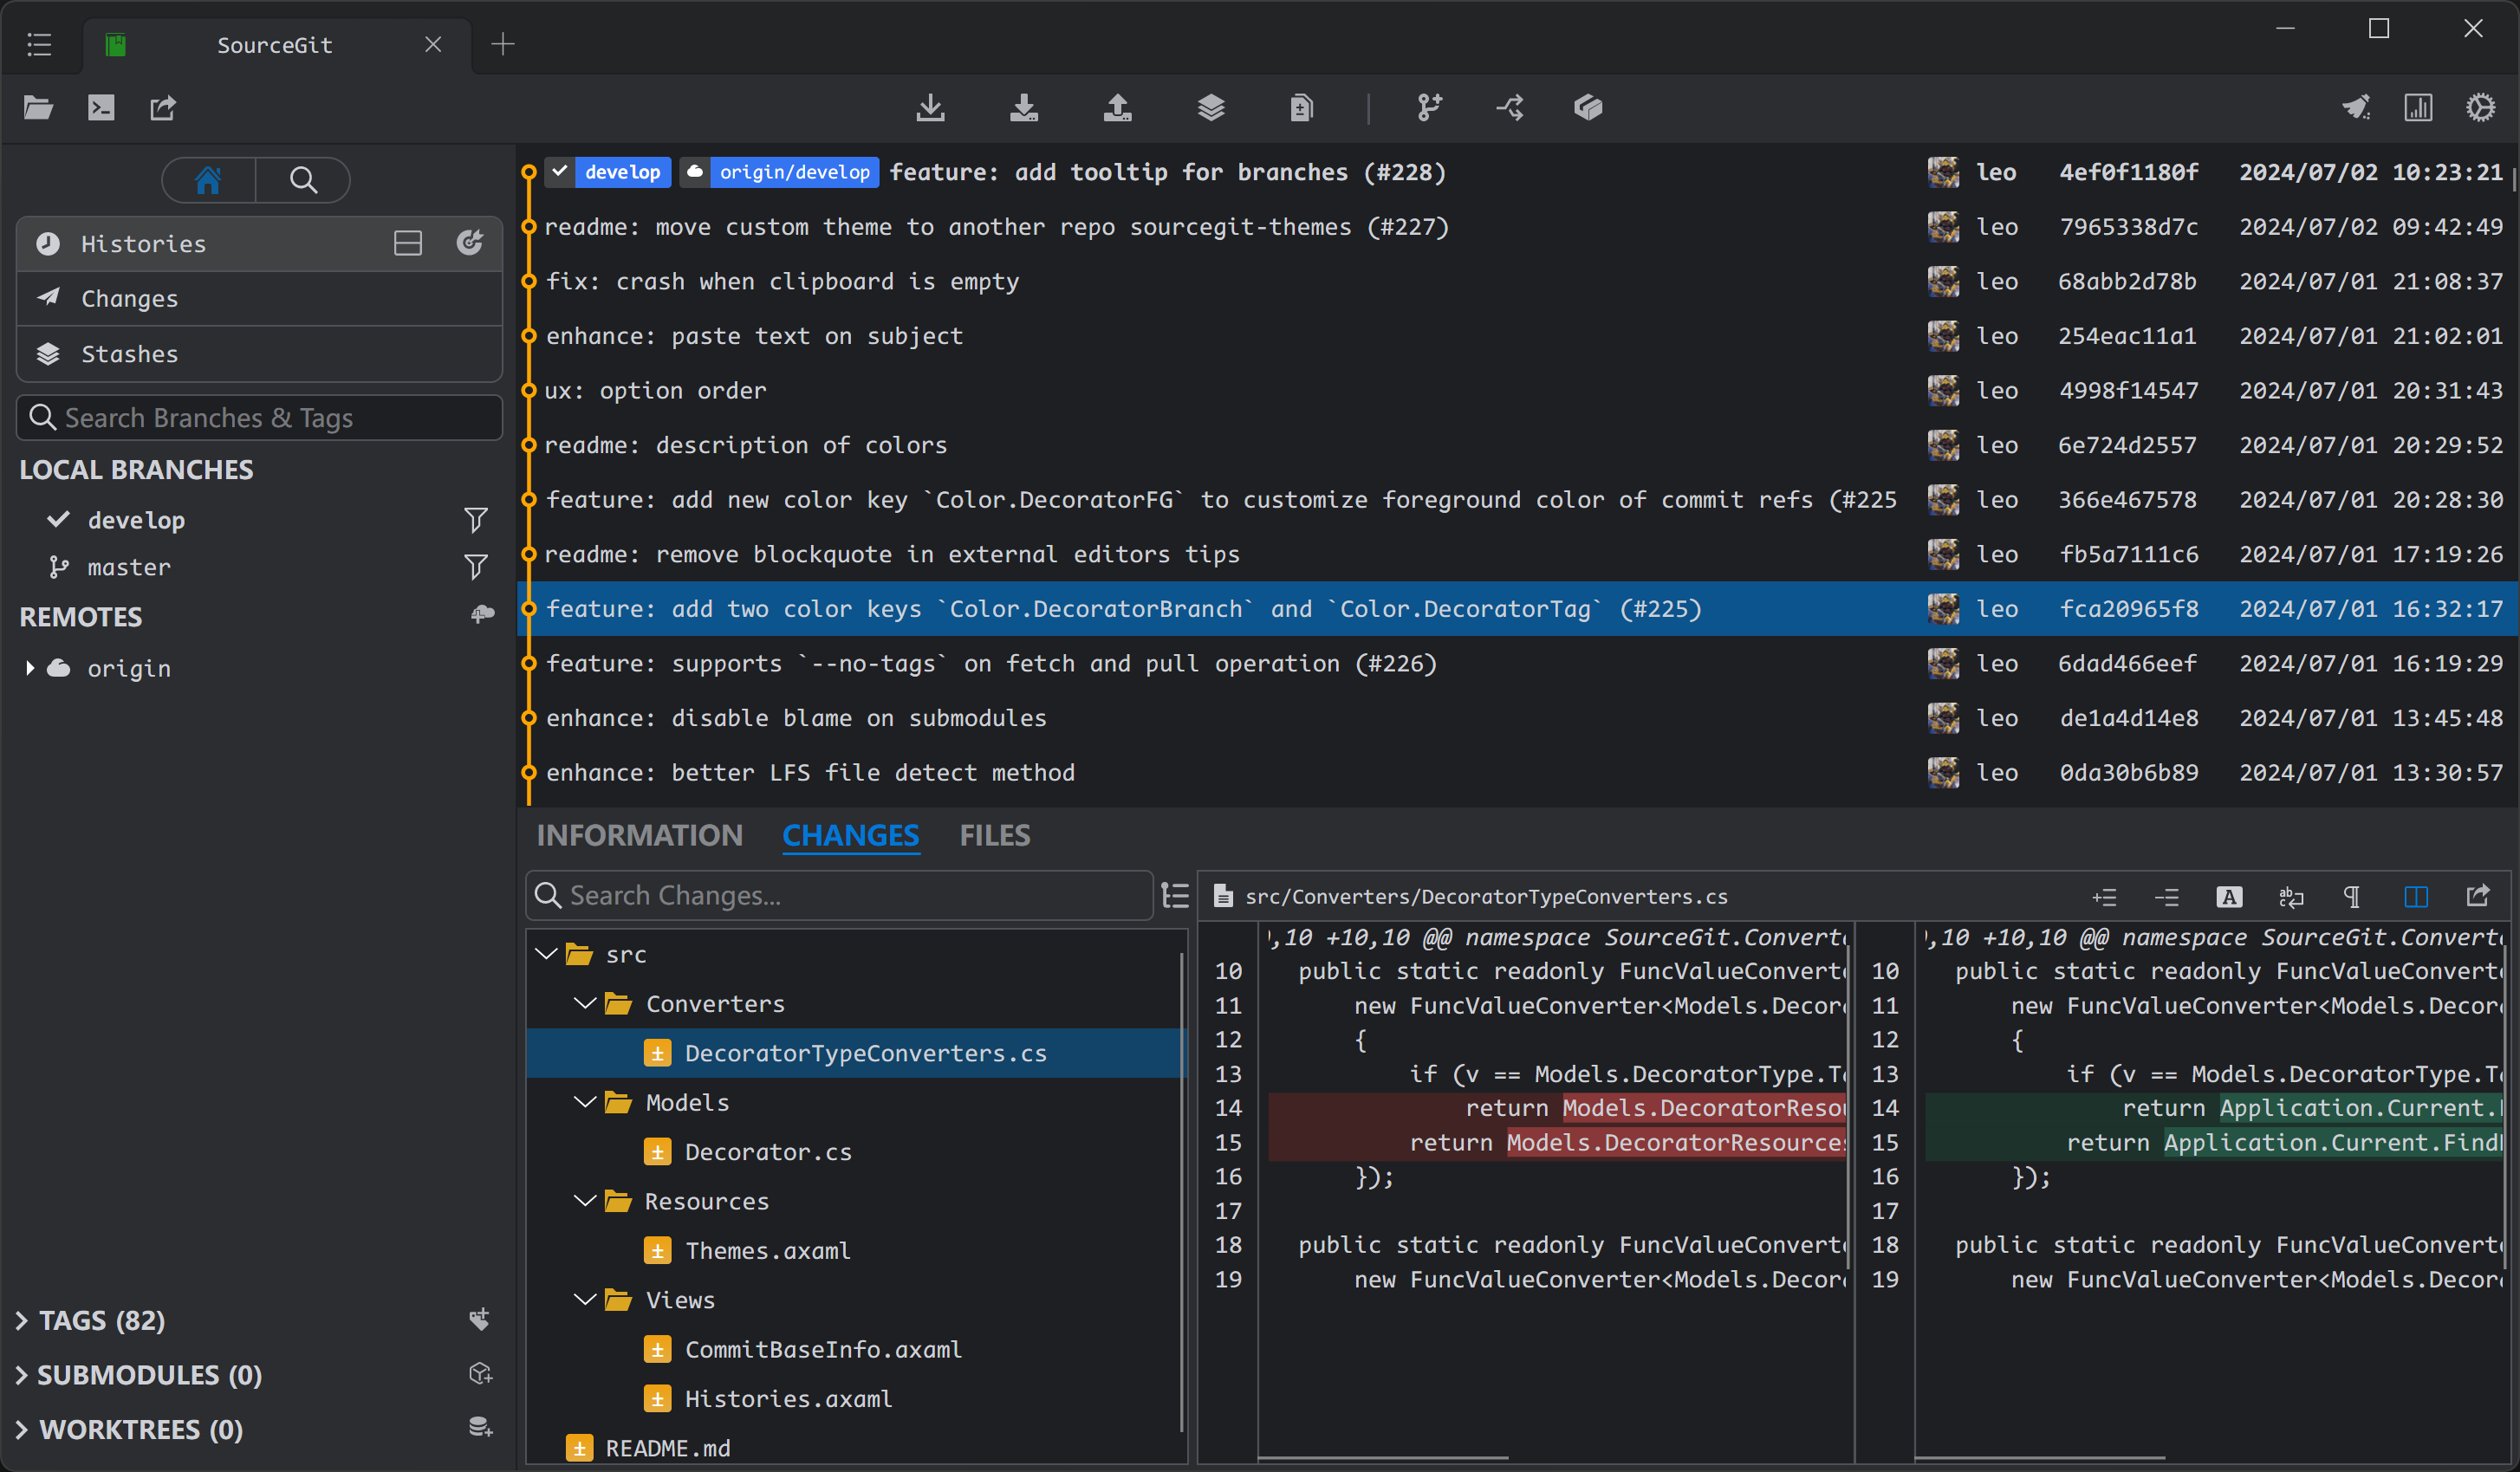 SourceGit
Histories
Changes
Stashes
Search Branches & Tags
LOCAL BRANCHES
develop
master
REMOTES
origin
TAGS (82)
SUBMODULES (0)
WORKTREES (0)
develop origin/develop feature: add tooltip for branches (#228) leo 4ef0f1180f 2024/07/02 10:23:21
readme: move custom theme to another repo sourcegit-themes (#227) leo 7965338d7c 2024/07/02 09:42:49
fix: crash when clipboard is empty leo 68abb2d78b 2024/07/01 21:08:37
enhance: paste text on subject leo 254eac11a1 2024/07/01 21:02:01
ux: option order leo 4998f14547 2024/07/01 20:31:43
readme: description of colors leo 6e724d2557 2024/07/01 20:29:52
feature: add new color key `Color.DecoratorFG` to customize foreground color of commit refs (#225 leo 366e467578 2024/07/01 20:28:30
readme: remove blockquote in external editors tips leo fb5a7111c6 2024/07/01 17:19:26
feature: add two color keys `Color.DecoratorBranch` and `Color.DecoratorTag` (#225) leo fca20965f8 2024/07/01 16:32:17
feature: supports `--no-tags` on fetch and pull operation (#226) leo 6dad466eef 2024/07/01 16:19:29
enhance: disable blame on submodules leo de1a4d14e8 2024/07/01 13:45:48
enhance: better LFS file detect method leo 0da30b6b89 2024/07/01 13:30:57
INFORMATION CHANGES FILES
Search Changes...
src
Converters
DecoratorTypeConverters.cs
Models
Decorator.cs
Resources
Themes.axaml
Views
CommitBaseInfo.axaml
Histories.axaml
README.md
src/Converters/DecoratorTypeConverters.cs
,10 +10,10 @@ namespace SourceGit.Convert
10 public static readonly FuncValueConvert
11 new FuncValueConverter<Models.Decor
12 {
13 if (v == Models.DecoratorType.T
14 return Models.DecoratorReso
15 return Models.DecoratorResource
16 });
17
18 public static readonly FuncValueConvert
19 new FuncValueConverter<Models.Decor
,10 +10,10 @@ namespace SourceGit.Convert
10 public static readonly FuncValueConvert
11 new FuncValueConverter<Models.Decor
12 {
13 if (v == Models.DecoratorType.T
14 return Application.Current.
15 return Application.Current.Find
16 });
17
18 public static readonly FuncValueConvert
19 new FuncValueConverter<Models.Decor